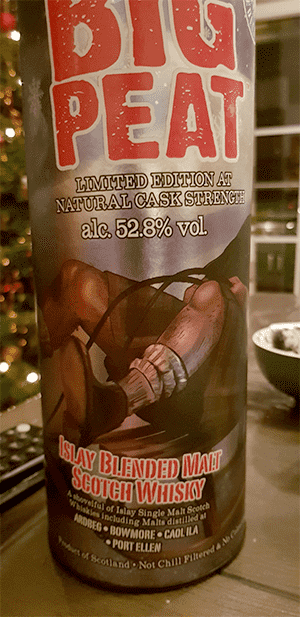 BIG
PEAT
LIMITED EDITION AT
NATURAL CASK STRENGTH
alc. 52.8% vol.
ISLAY BLENDED MALT
SCOTCH WHISKY
A shovelful of Islay Single Malt Scotch
Whiskies including Malts distilled at
ARDBEG • BOWMORE • CAOL ILA
• PORT ELLEN
Product of Scotland • Not Chill Filtered & No